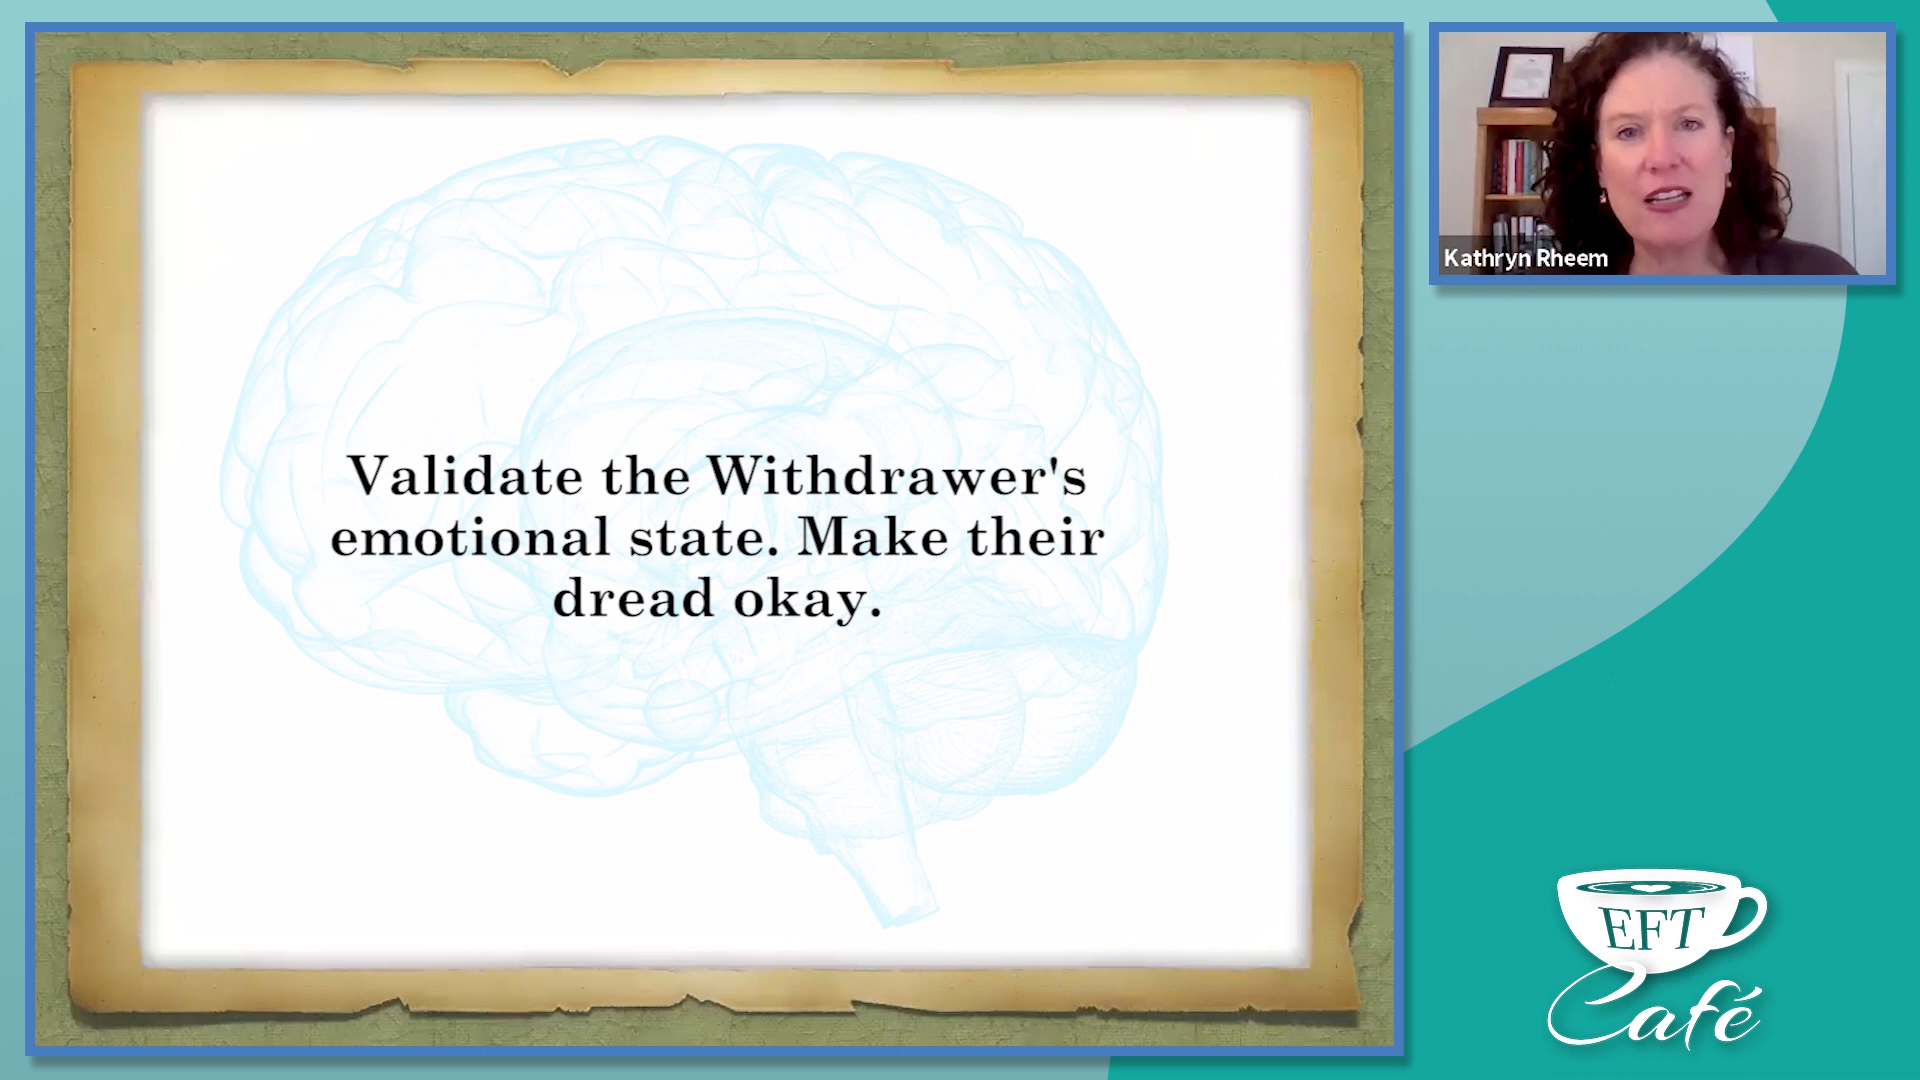 Validate the Withdrawer's
emotional state. Make their
dread okay.
Kathryn Rheem
EFT
Café